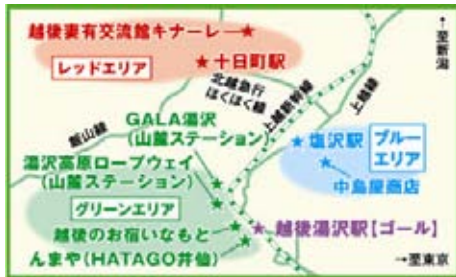 越後妻有交流館キナーレ
十日町駅
レッドエリア
←至新潟
北越急行
ほくほく線
上越新幹線
上越線
飯山線
GALA湯沢
(山麓ステーション)
塩沢駅
ブルー
エリア
中島屋商店
湯沢高原ロープウェイ
(山麓ステーション)
グリーンエリア
越後湯沢駅【ゴール】
越後のお宿いなもと
んまや(HATAGO井仙)
→至東京